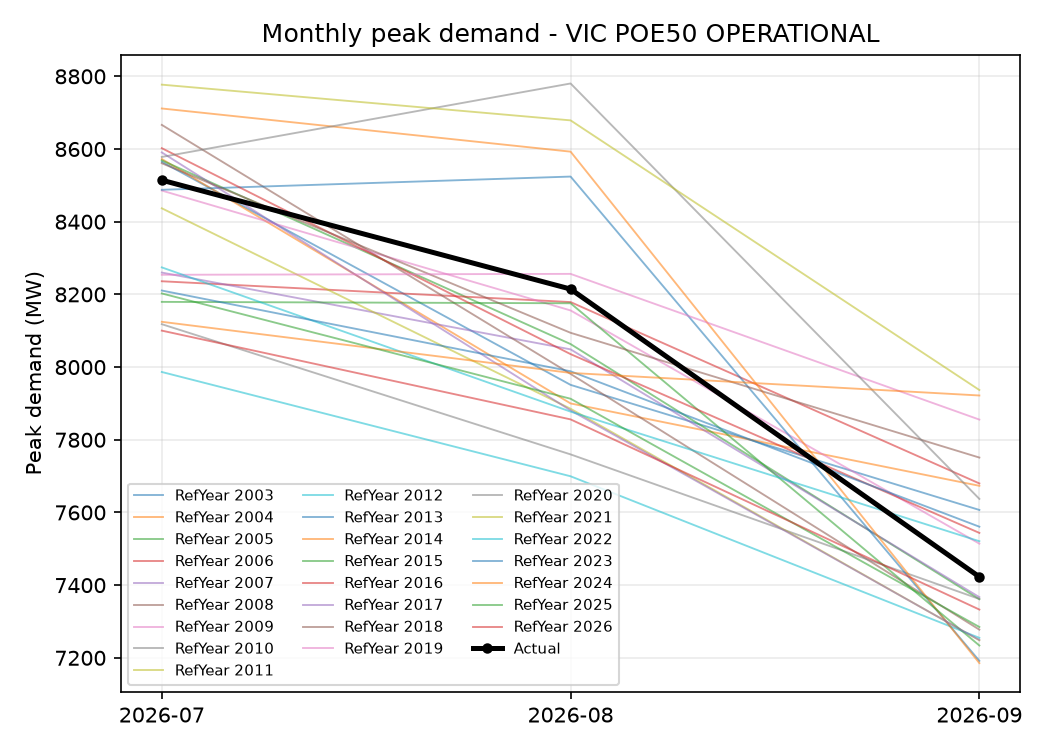 Monthly peak demand - VIC POE50 OPERATIONAL
Peak demand (MW)
8800
8600
8400
8200
8000
7800
7600
7400
7200
RefYear 2003
RefYear 2004
RefYear 2005
RefYear 2006
RefYear 2007
RefYear 2008
RefYear 2009
RefYear 2010
RefYear 2011
RefYear 2012
RefYear 2013
RefYear 2014
RefYear 2015
RefYear 2016
RefYear 2017
RefYear 2018
RefYear 2019
RefYear 2020
RefYear 2021
RefYear 2022
RefYear 2023
RefYear 2024
RefYear 2025
RefYear 2026
Actual
2026-07
2026-08
2026-09